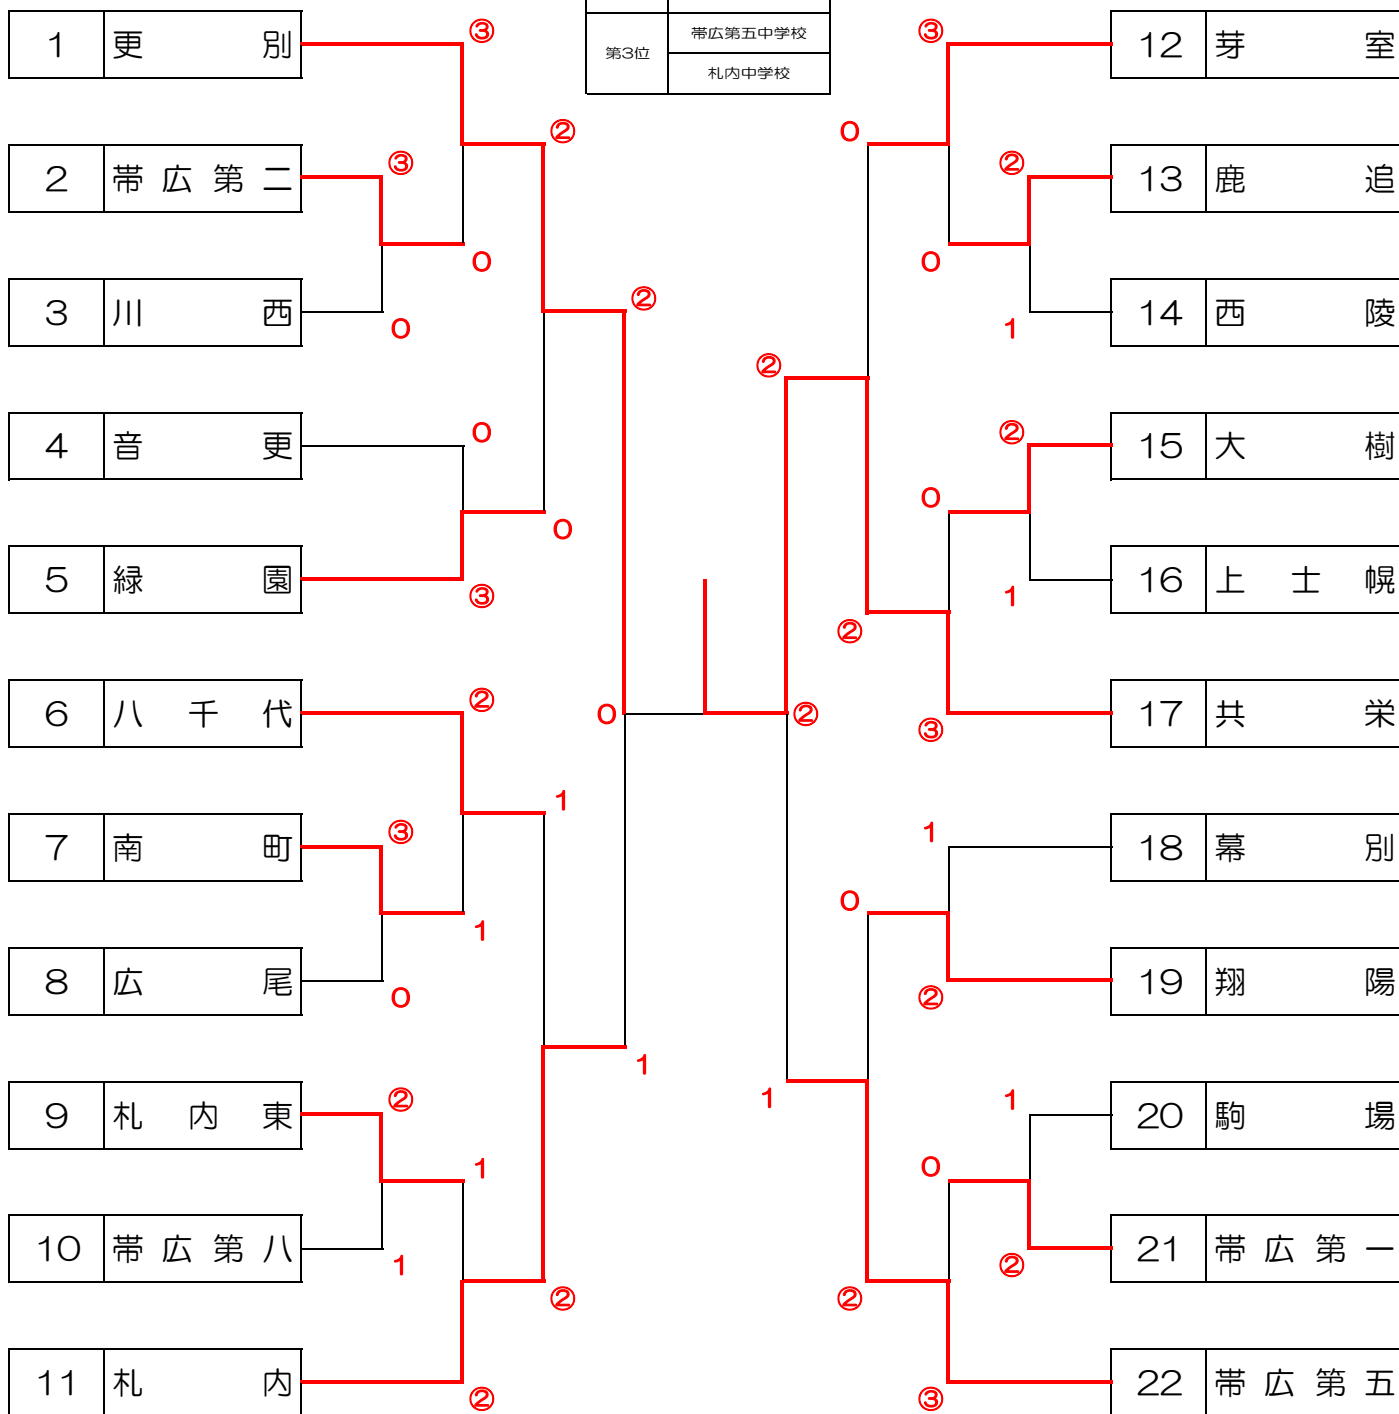 第3位
帯広第五中学校
札内中学校
1 更別 ③
②
2 帯広第二 ③
0
3 川西 0
②
4 音更 0
0
5 緑園 ③
6 八千代 ②
0
1
7 南町 ③
1
8 広尾 0
1
9 札内東 ②
1
10 帯広第八 1
②
11 札内 ②
③ 12 芽室
0
② 13 鹿追
0
1 14 西陵
②
② 15 大樹
0
1 16 上士幌
②
③ 17 共栄
②
1 18 幕別
0
② 19 翔陽
1
1 20 駒場
0
② 21 帯広第一
②
③ 22 帯広第五